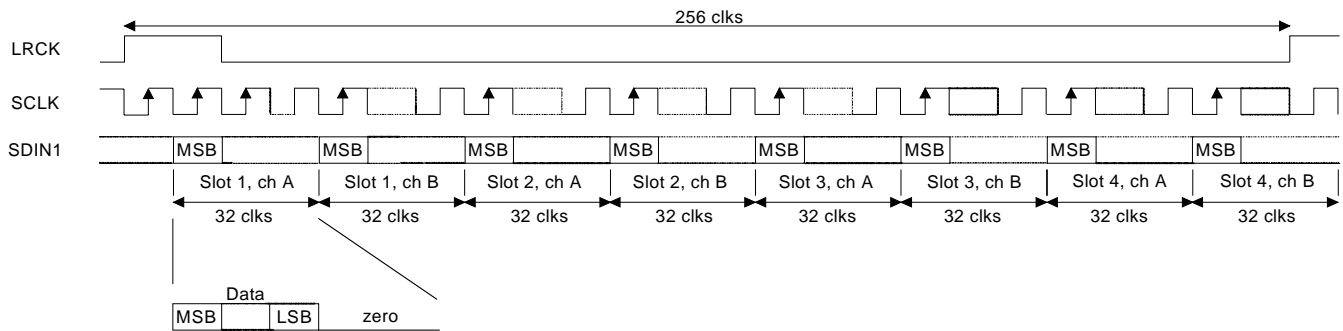 256 clks
LRCK
SCLK
SDIN1
MSB MSB MSB MSB MSB MSB MSB MSB
Slot 1, ch A Slot 1, ch B Slot 2, ch A Slot 2, ch B Slot 3, ch A Slot 3, ch B Slot 4, ch A Slot 4, ch B
32 clks 32 clks 32 clks 32 clks 32 clks 32 clks 32 clks 32 clks
Data
MSB LSB zero